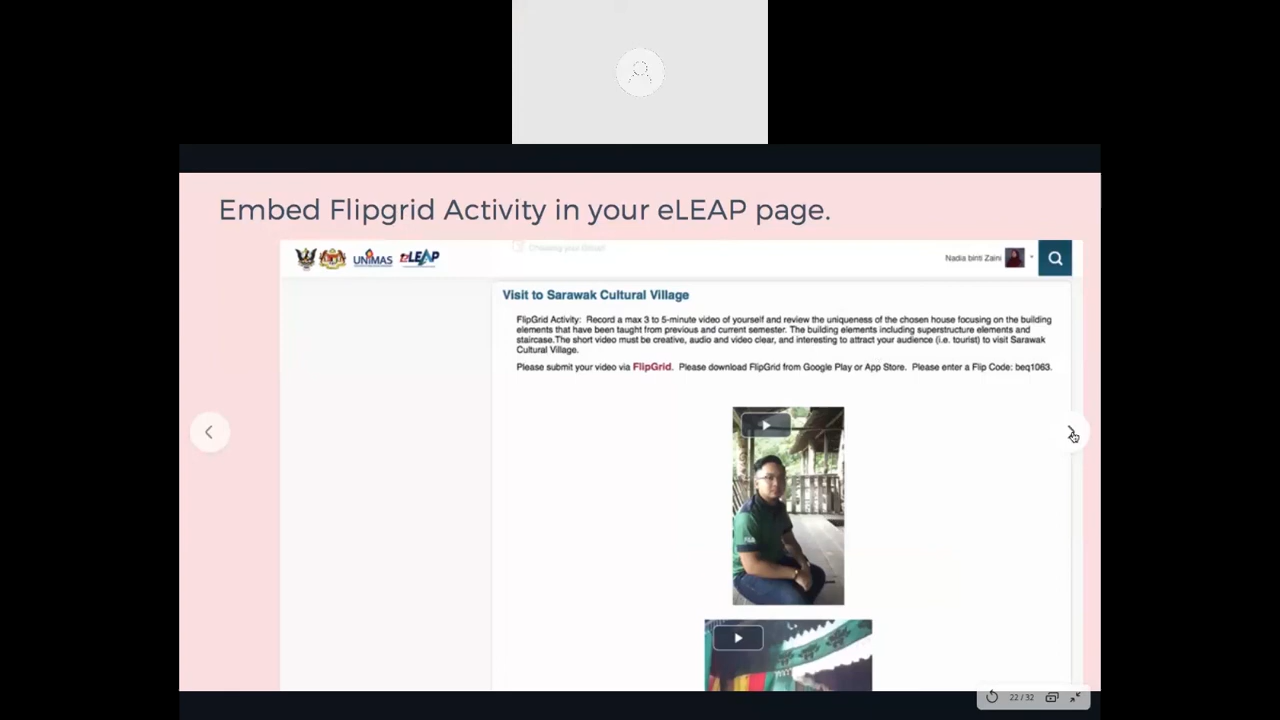 Embed Flipgrid Activity in your eLEAP page.
UNIMAS eLEAP
Choosing your Group!
Nadia binti Zaini
Visit to Sarawak Cultural Village
FlipGrid Activity: Record a max 3 to 5-minute video of yourself and review the uniqueness of the chosen house focusing on the building
elements that have been taught from previous and current semester. The building elements including superstructure elements and
staircase.The short video must be creative, audio and video clear, and interesting to attract your audience (i.e. tourist) to visit Sarawak
Cultural Village.
Please submit your video via FlipGrid. Please download FlipGrid from Google Play or App Store. Please enter a Flip Code: beq1063.
22 / 32